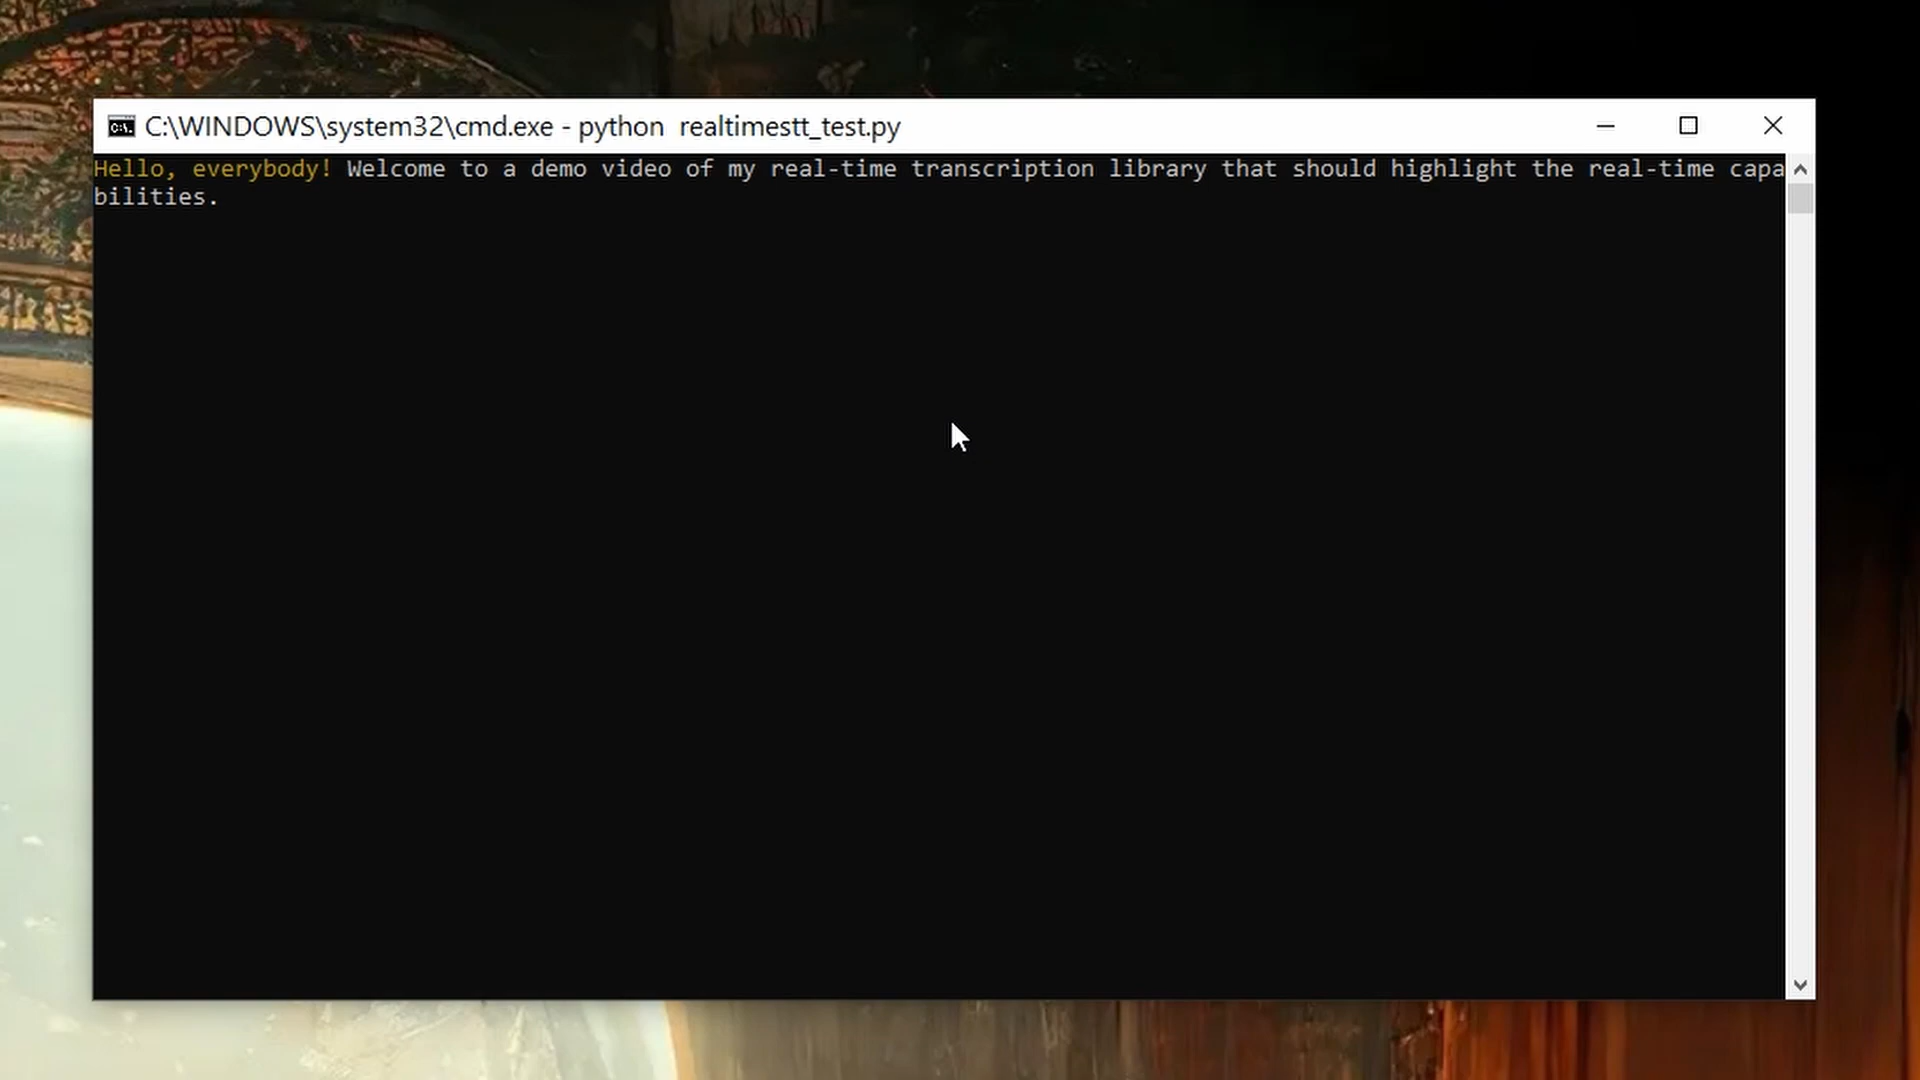 C:\WINDOWS\system32\cmd.exe - python  realtimestt_test.py
Hello, everybody! Welcome to a demo video of my real-time transcription library that should highlight the real-time capa
bilities.